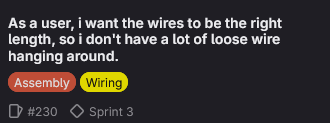 As a user, i want the wires to be the right
length, so i don't have a lot of loose wire
hanging around.
Assembly Wiring
#230 Sprint 3